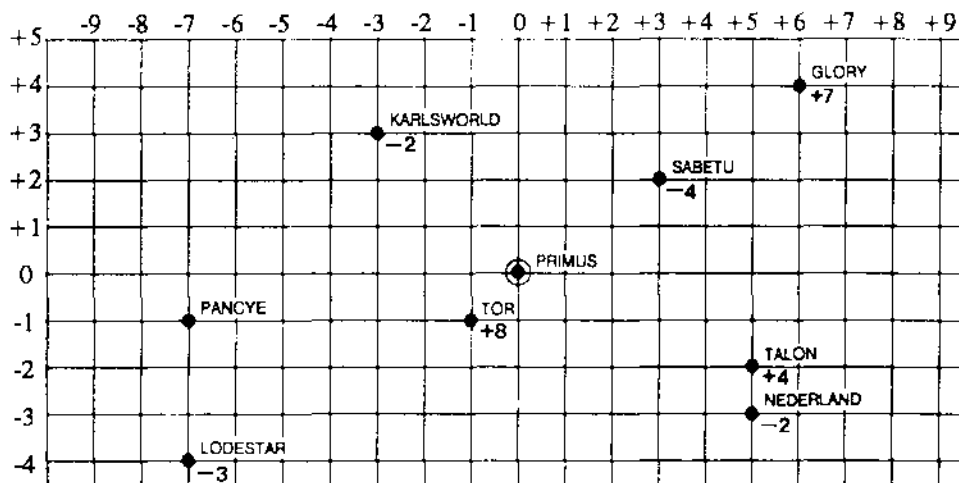 -9 -8 -7 -6 -5 -4 -3 -2 -1 0 +1 +2 +3 +4 +5 +6 +7 +8 +9
+5
GLORY
+4
+7
KARLSWORLD
+3
-2
SABETU
+2
-4
+1
PRIMUS
0
PANCYE
TOR
-1
+8
TALON
-2
+4
NEDERLAND
-3
-2
LODESTAR
-4
-3